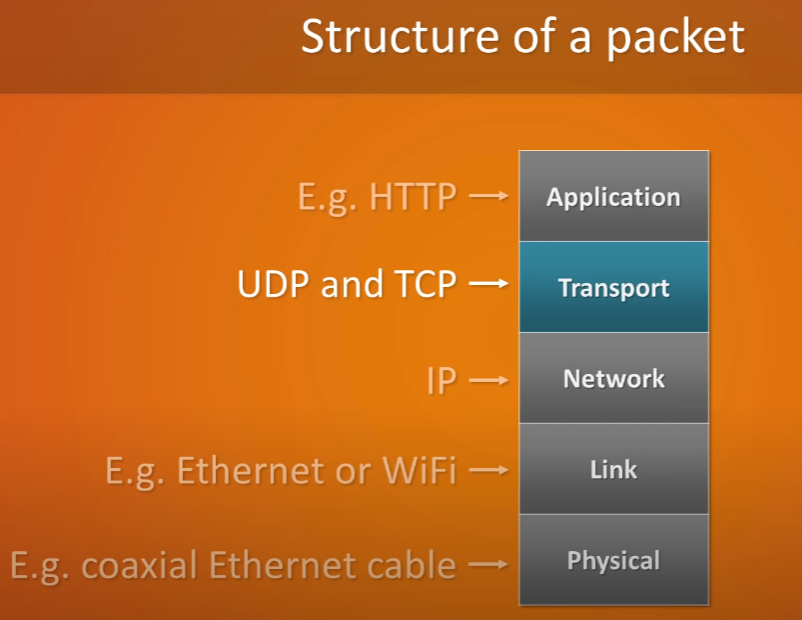 Structure of a packet
E.g. HTTP → Application
UDP and TCP → Transport
IP → Network
E.g. Ethernet or WiFi → Link
E.g. coaxial Ethernet cable → Physical